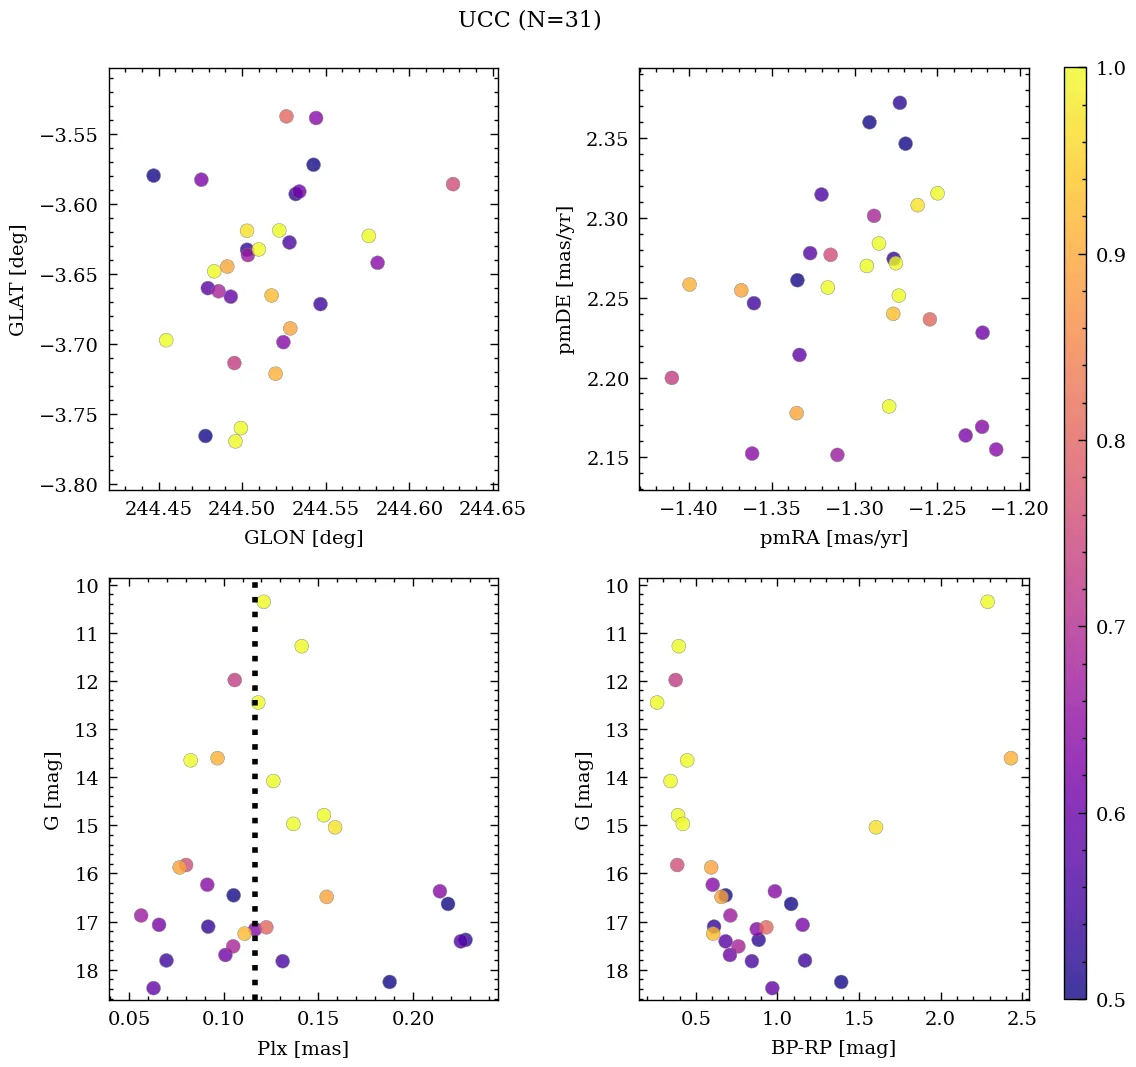 UCC (N=31)
−3.55
−3.60
−3.65
−3.70
−3.75
−3.80
GLAT [deg]
244.45 244.50 244.55 244.60 244.65
GLON [deg]
2.35
2.30
2.25
2.20
2.15
pmDE [mas/yr]
−1.40 −1.35 −1.30 −1.25 −1.20
pmRA [mas/yr]
10
11
12
13
14
15
16
17
18
G [mag]
0.05 0.10 0.15 0.20
Plx [mas]
10
11
12
13
14
15
16
17
18
G [mag]
0.5 1.0 1.5 2.0 2.5
BP-RP [mag]
1.0
0.9
0.8
0.7
0.6
0.5